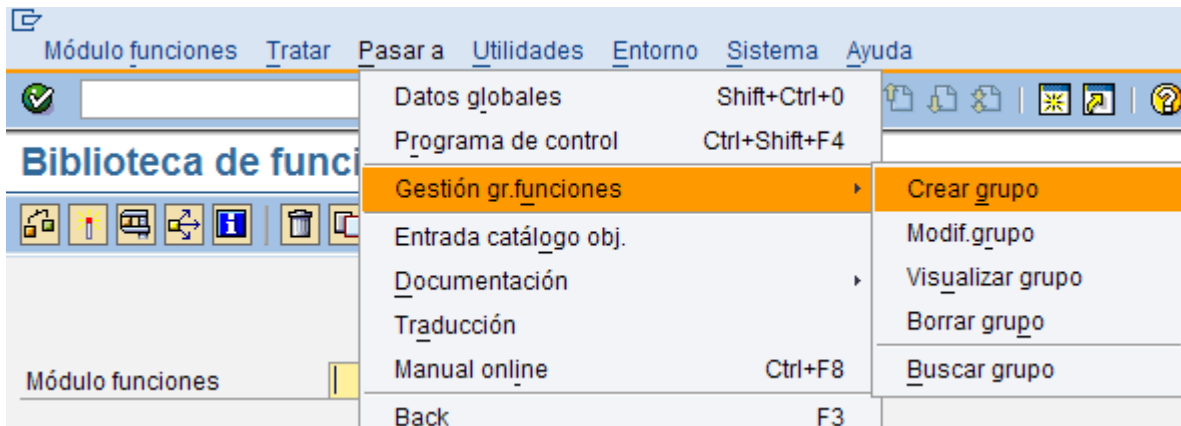 Módulo funciones Tratar Pasar a Utilidades Entorno Sistema Ayuda
Datos globales Shift+Ctrl+0
Programa de control Ctrl+Shift+F4
Biblioteca de funci
Gestión gr.funciones Crear grupo
Entrada catálogo obj. Modif.grupo
Documentación Visualizar grupo
Traducción Borrar grupo
Módulo funciones Manual online Ctrl+F8 Buscar grupo
Back F3